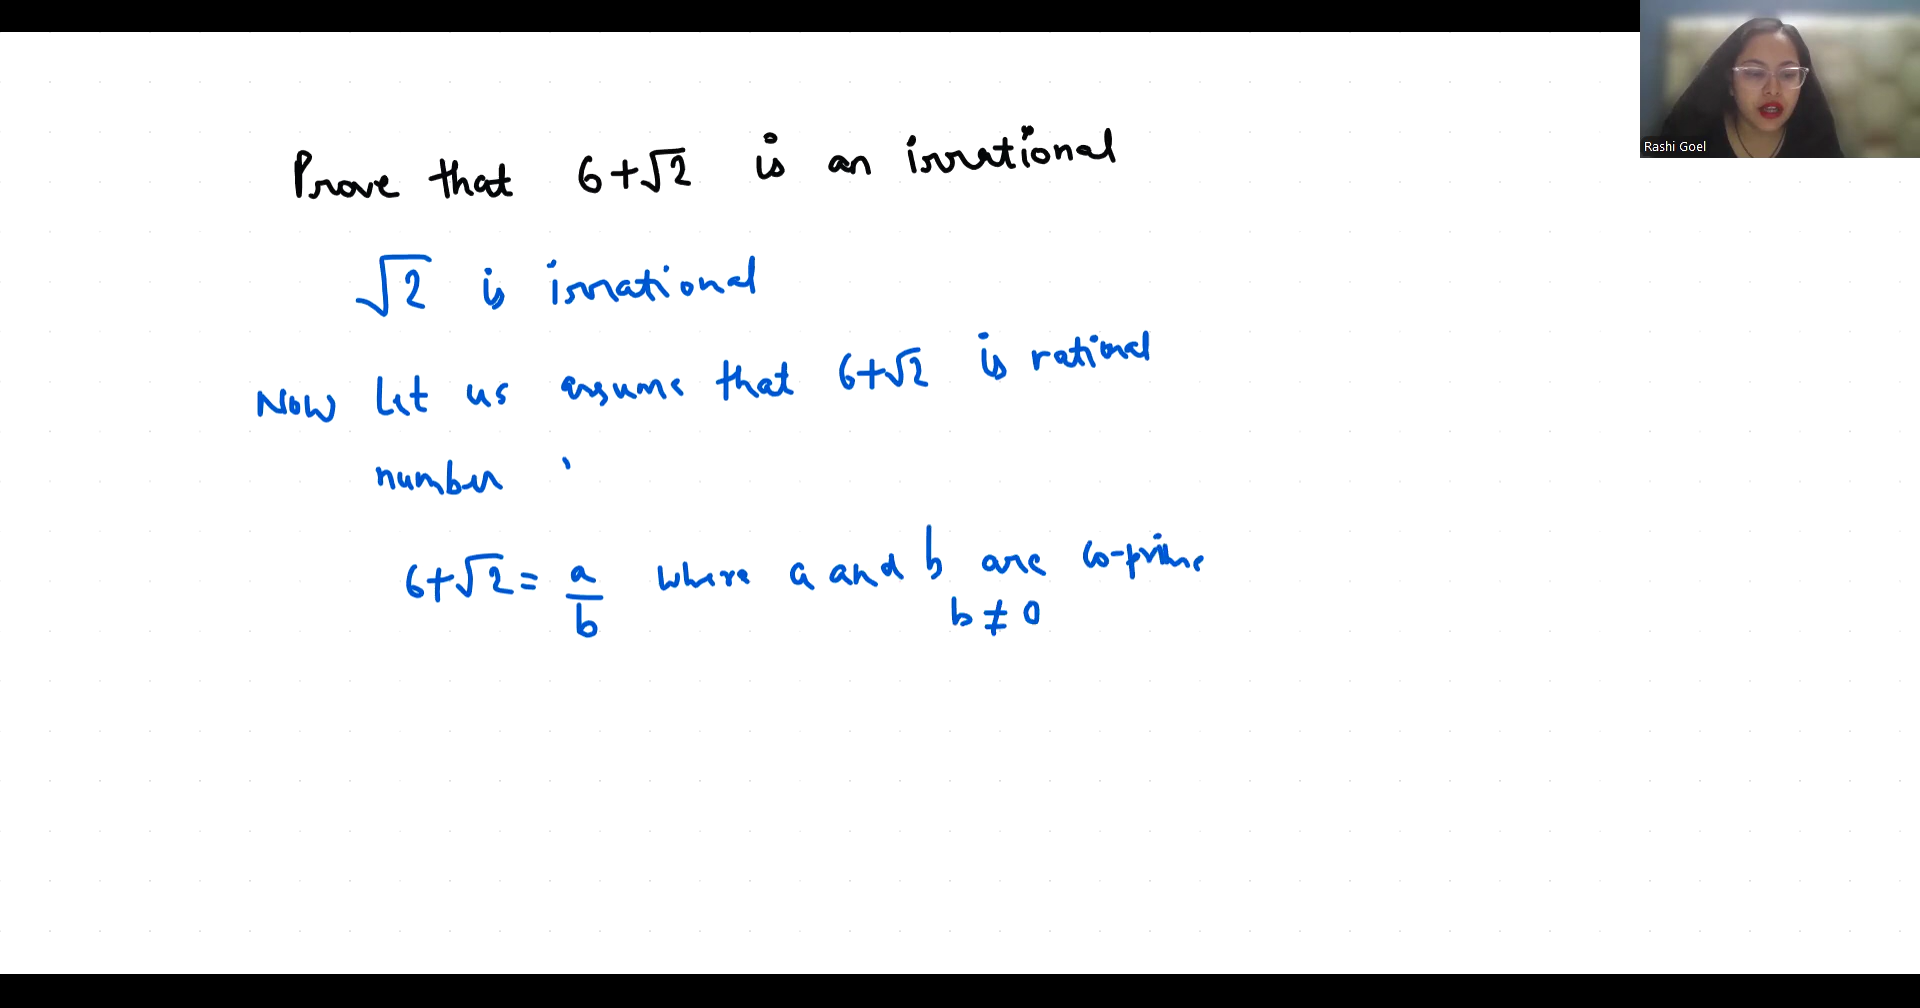 Prove that 6+√2 is an irrational
√2 is irrational
Now let us assume that 6+√2 is rational
number
6+√2 = a/b where a and b are co-prime
b ≠ 0
Rashi Goel